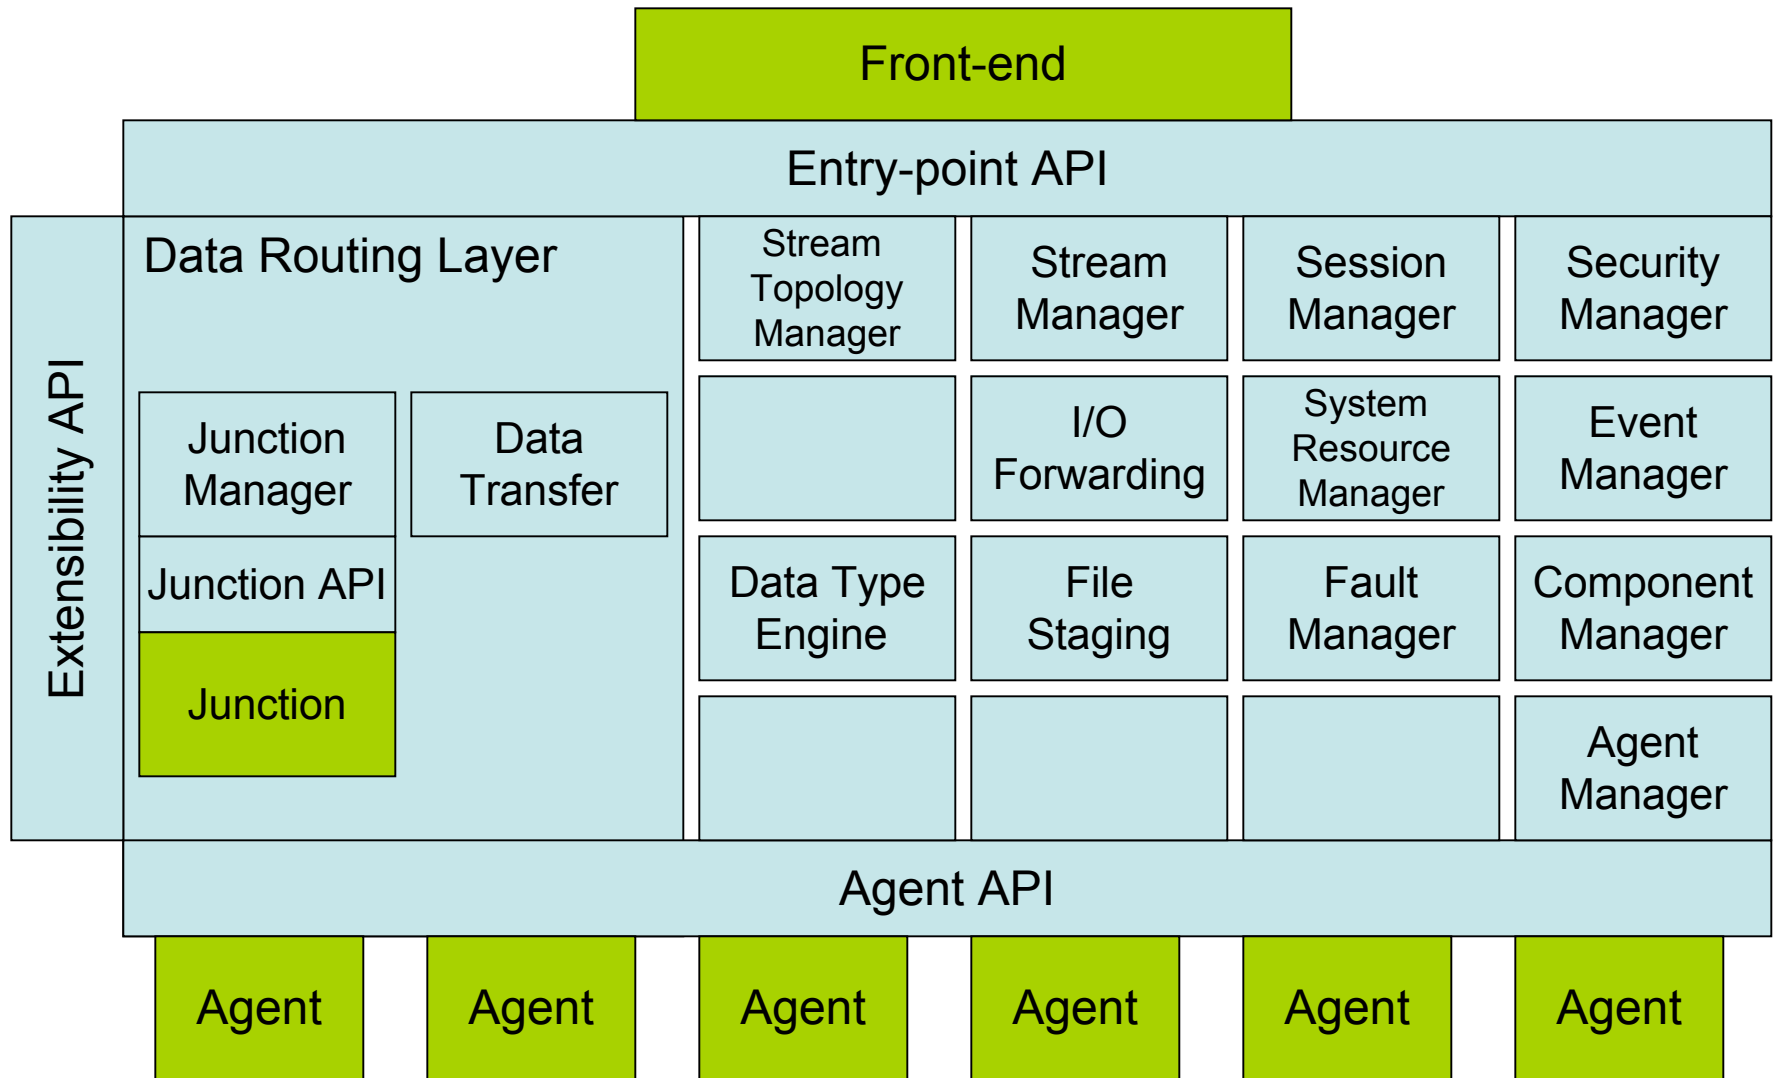 Front-end
Entry-point API
Extensibility API
Data Routing Layer
Junction
Manager
Data
Transfer
Junction API
Junction
Stream
Topology
Manager
Stream
Manager
Session
Manager
Security
Manager
I/O
Forwarding
System
Resource
Manager
Event
Manager
Data Type
Engine
File
Staging
Fault
Manager
Component
Manager
Agent
Manager
Agent API
Agent
Agent
Agent
Agent
Agent
Agent